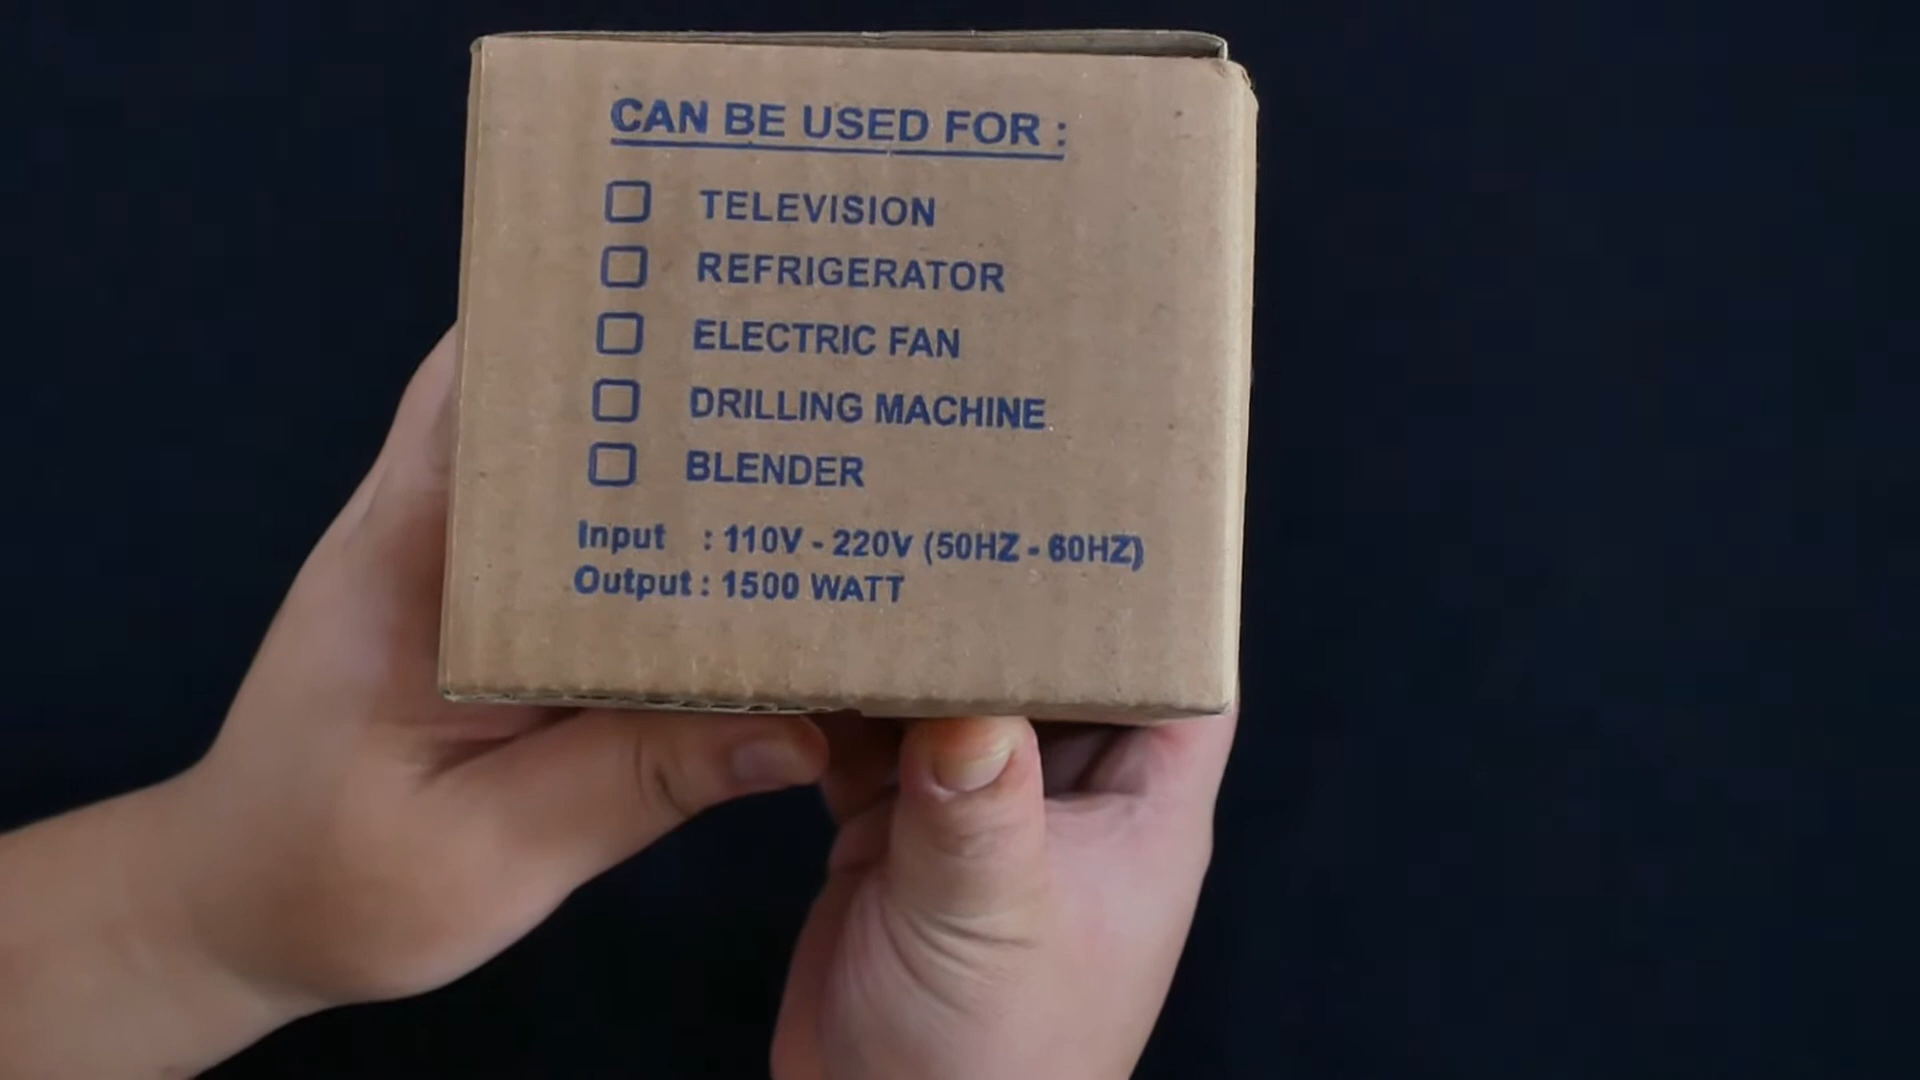 CAN BE USED FOR :
TELEVISION
REFRIGERATOR
ELECTRIC FAN
DRILLING MACHINE
BLENDER
Input : 110V - 220V (50HZ - 60HZ)
Output : 1500 WATT